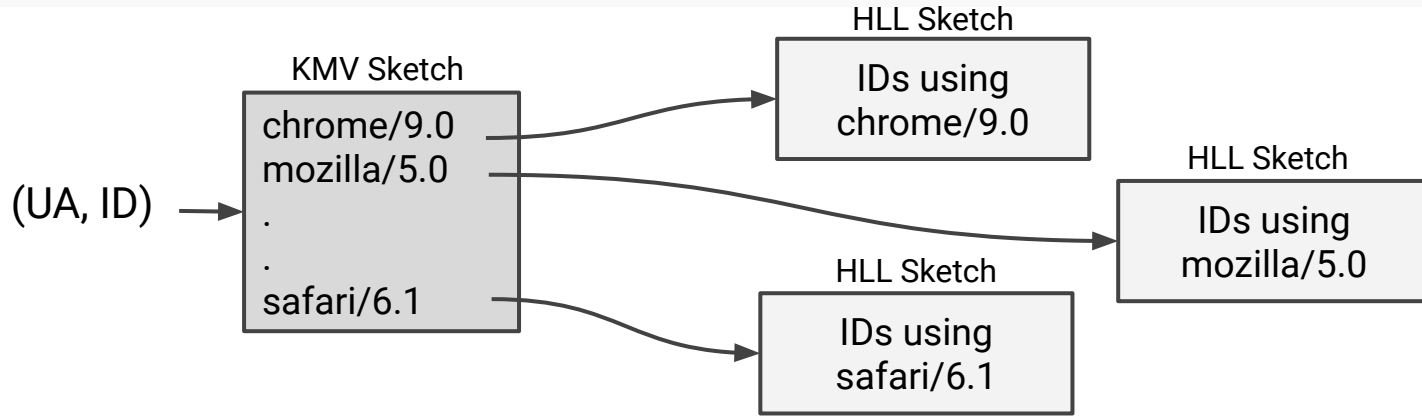 HLL Sketch
KMV Sketch
IDs using
chrome/9.0
chrome/9.0
mozilla/5.0
.
.
safari/6.1
(UA, ID)
HLL Sketch
IDs using
mozilla/5.0
HLL Sketch
IDs using
safari/6.1